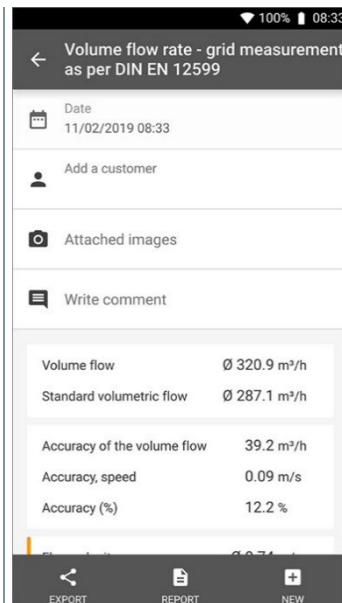 100% 08:33
Volume flow rate - grid measurement
as per DIN EN 12599
Date
11/02/2019 08:33
Add a customer
Attached images
Write comment
Volume flow Ø 320.9 m³/h
Standard volumetric flow Ø 287.1 m³/h
Accuracy of the volume flow 39.2 m³/h
Accuracy, speed 0.09 m/s
Accuracy (%) 12.2 %
EXPORT REPORT NEW